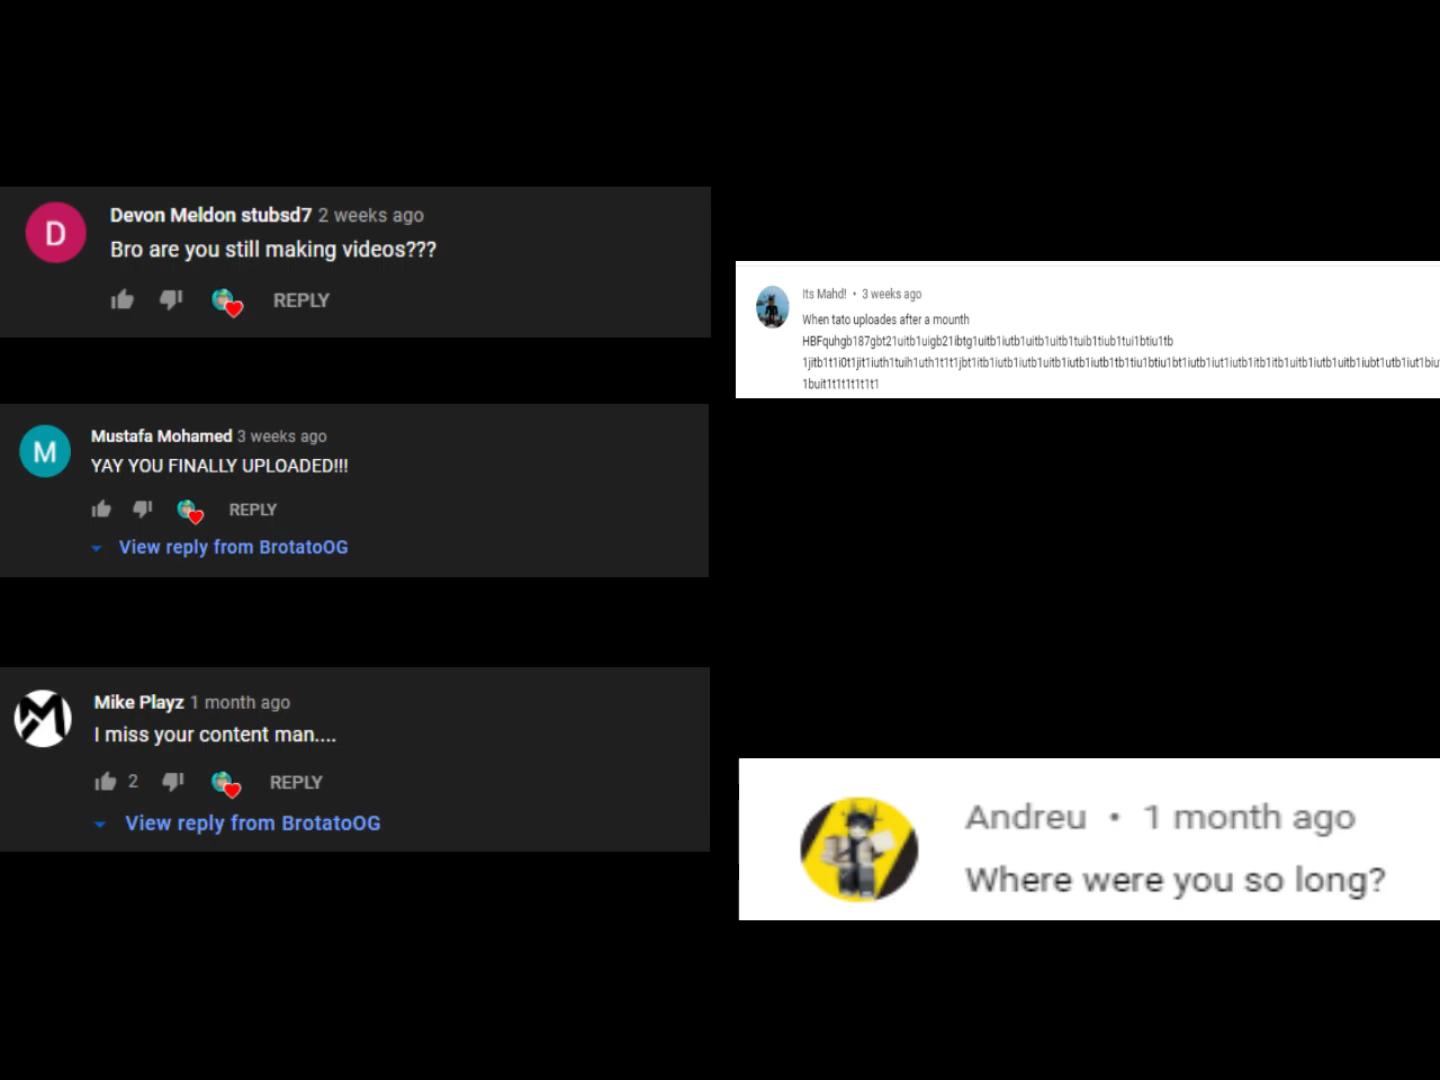 D
Devon Meldon stubsd7 2 weeks ago
Bro are you still making videos???
REPLY
M
Mustafa Mohamed 3 weeks ago
YAY YOU FINALLY UPLOADED!!!
REPLY
View reply from BrotatoOG
M
Mike Playz 1 month ago
I miss your content man....
2 REPLY
View reply from BrotatoOG
Its Mahd! • 3 weeks ago
When tato uploades after a mounth
HBFquhgb187gbt21uitb1uigb21ibtg1uitb1iutb1uitb1uitb1tuib1tiub1tui1btiu1tb
1buit1t1t1t1t1t1
Andreu • 1 month ago
Where were you so long?